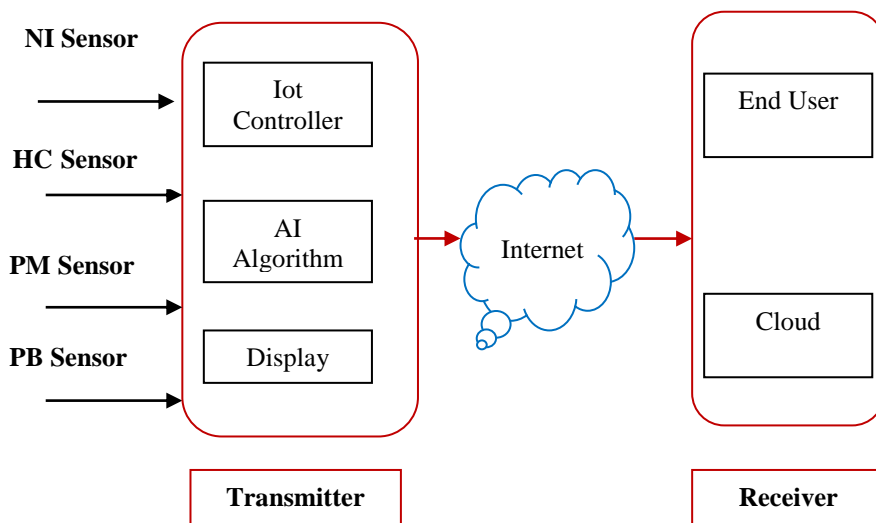 NI Sensor
HC Sensor
PM Sensor
PB Sensor
Iot
Controller
AI
Algorithm
Display
Internet
End User
Cloud
Transmitter
Receiver